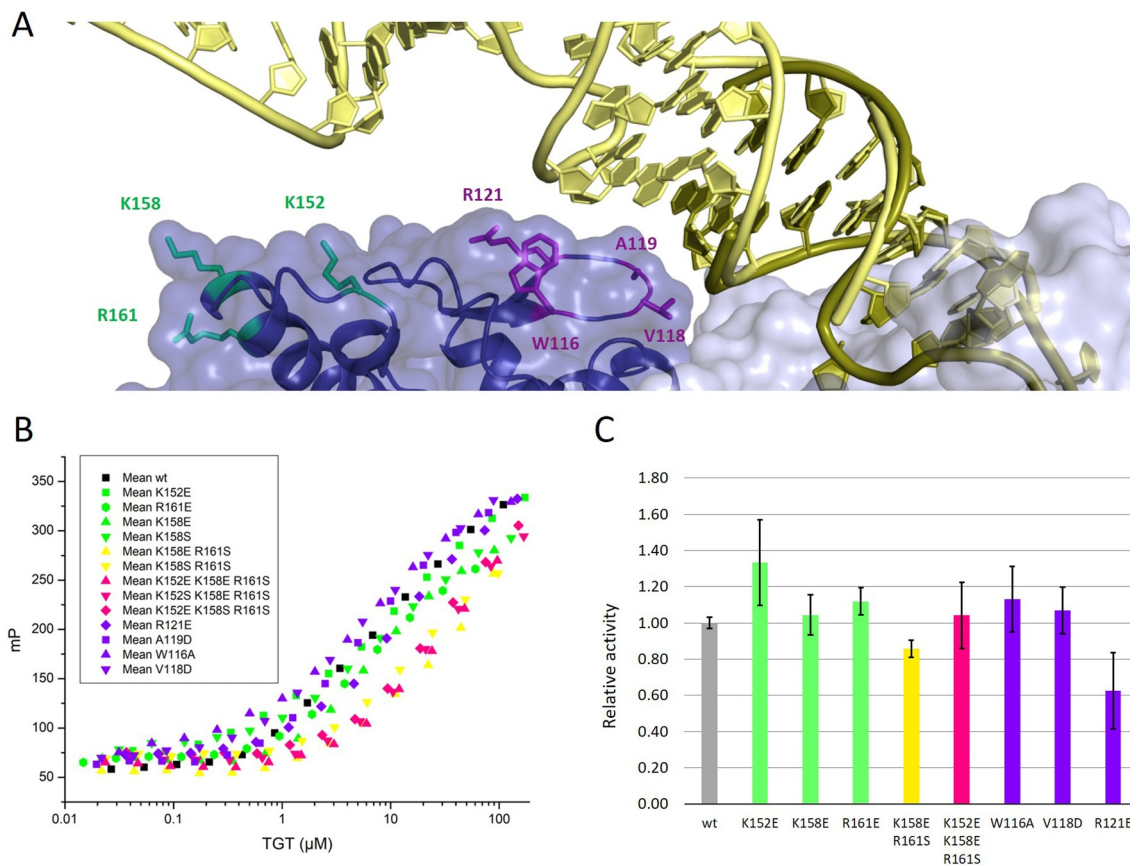 A
K158
K152
R121
A119
R161
W116
V118
B
C
mP
350
300
250
200
150
100
50
Mean wt
Mean K152E
Mean R161E
Mean K158E
Mean K158S
Mean K158E R161S
Mean K158S R161S
Mean K152E K158E R161S
Mean K152S K158E R161S
Mean K152E K158S R161S
Mean R121E
Mean A119D
Mean W116A
Mean V118D
0.01 0.1 1 10 100
TGT (µM)
Relative activity
1.80
1.60
1.40
1.20
1.00
0.80
0.60
0.40
0.20
0.00
wt K152E K158E R161E K158E K152E W116A V118D R121E
R161S K158E
R161S